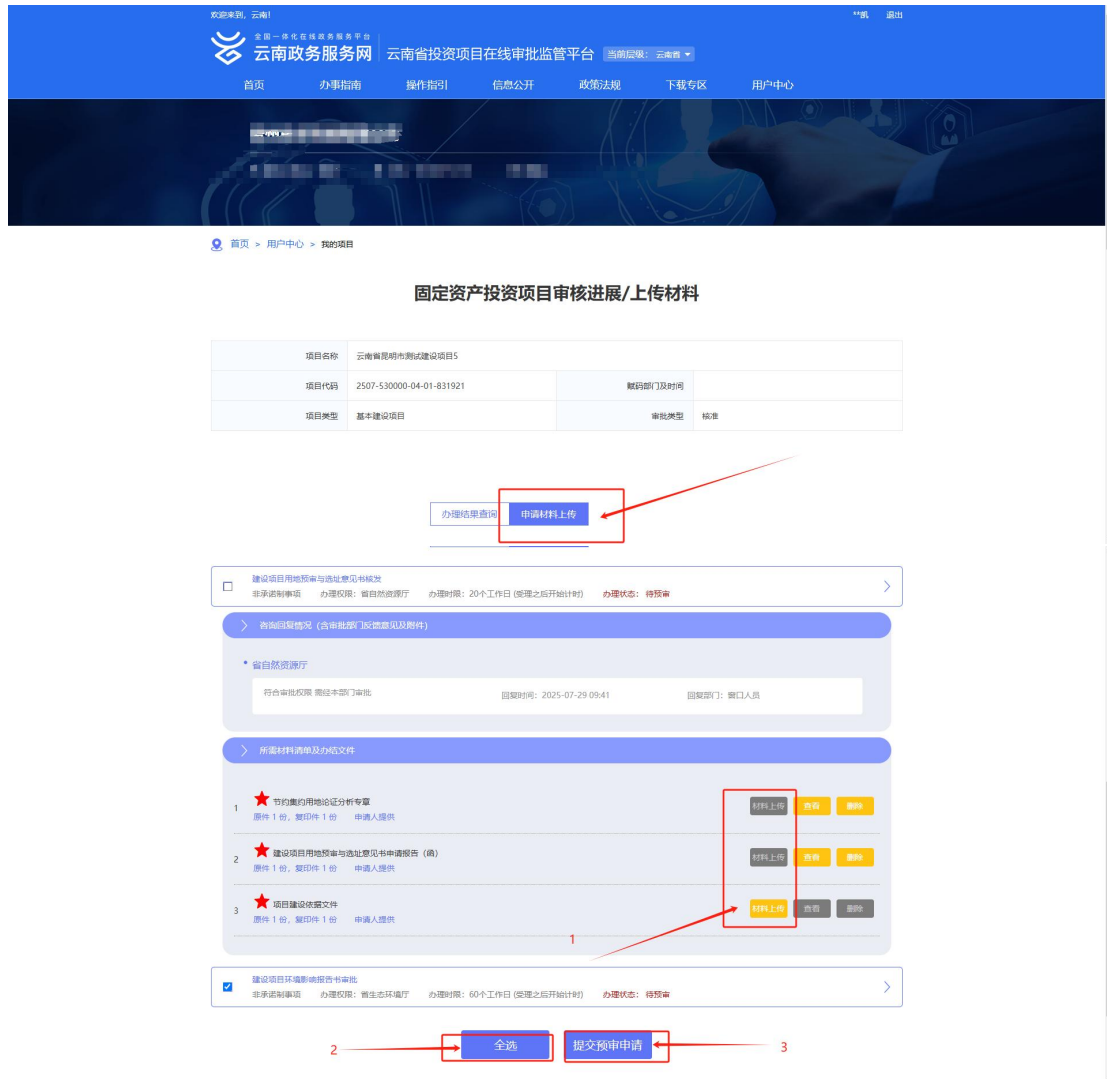 欢迎来到，云南! **凯 退出
全国一体化在线政务服务平台
云南政务服务网 云南省投资项目在线审批监管平台 当前层级：云南省
首页 办事指南 操作指引 信息公开 政策法规 下载专区 用户中心
首页 > 用户中心 > 我的项目
固定资产投资项目审核进展/上传材料
项目名称 云南省昆明市测试建设项目5
项目代码 2507-530000-04-01-831921 赋码部门及时间
项目类型 基本建设项目 审批类型 核准
办理结果查询 申请材料上传
建设项目用地预审与选址意见书核发
非承诺制事项 办理权限：省自然资源厅 办理时限：20个工作日 (受理之后开始计时) 办理状态：待预审
咨询回复情况（含审批部门反馈意见及附件）
省自然资源厅
符合审批权限 需经本部门审批 回复时间：2025-07-29 09:41 回复部门：窗口人员
所需材料清单及办结文件
1 节约集约用地论证分析专章 材料上传 查看 删除
原件 1 份，复印件 1 份 申请人提供
2 建设项目用地预审与选址意见书申请报告（函） 材料上传 查看 删除
原件 1 份，复印件 1 份 申请人提供
3 项目建设依据文件 材料上传 查看 删除
原件 1 份，复印件 1 份 申请人提供
1
建设项目环境影响报告书审批
非承诺制事项 办理权限：省生态环境厅 办理时限：60个工作日 (受理之后开始计时) 办理状态：待预审
2 全选 提交预审申请 3